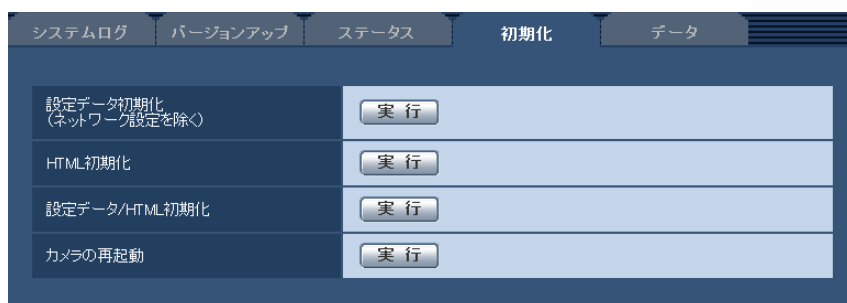 システムログ バージョンアップ ステータス 初期化 データ
設定データ初期化
(ネットワーク設定を除く)
実 行
HTML初期化
実 行
設定データ/HTML初期化
実 行
カメラの再起動
実 行